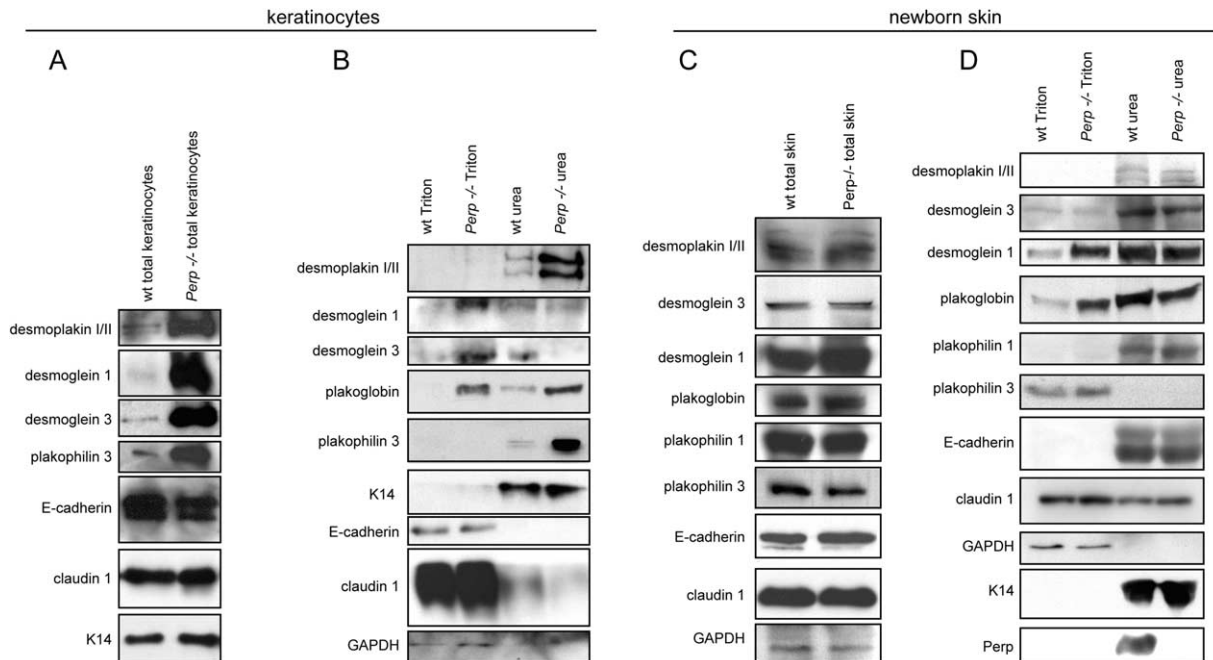 keratinocytes
newborn skin
A
B
C
D
wt total keratinocytes
Perp -/- total keratinocytes
desmoplakin I/II
desmoglein 1
desmoglein 3
plakophilin 3
E-cadherin
claudin 1
K14
wt Triton
Perp -/- Triton
wt urea
Perp -/- urea
desmoplakin I/II
desmoglein 1
desmoglein 3
plakoglobin
plakophilin 3
K14
E-cadherin
claudin 1
GAPDH
wt total skin
Perp-/- total skin
desmoplakin I/II
desmoglein 3
desmoglein 1
plakoglobin
plakophilin 1
plakophilin 3
E-cadherin
claudin 1
GAPDH
wt Triton
Perp -/- Triton
wt urea
Perp -/- urea
desmoplakin I/II
desmoglein 3
desmoglein 1
plakoglobin
plakophilin 1
plakophilin 3
E-cadherin
claudin 1
GAPDH
K14
Perp